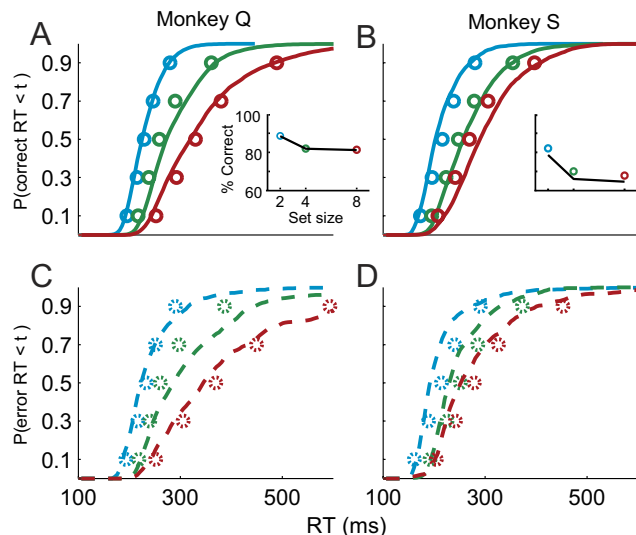 Monkey Q
Monkey S
A
B
P(correct RT < t)
0.9
0.7
0.5
0.3
0.1
% Correct
100
80
60
2
4
8
Set size
C
D
P(error RT < t)
0.9
0.7
0.5
0.3
0.1
100
300
500
100
300
500
RT (ms)